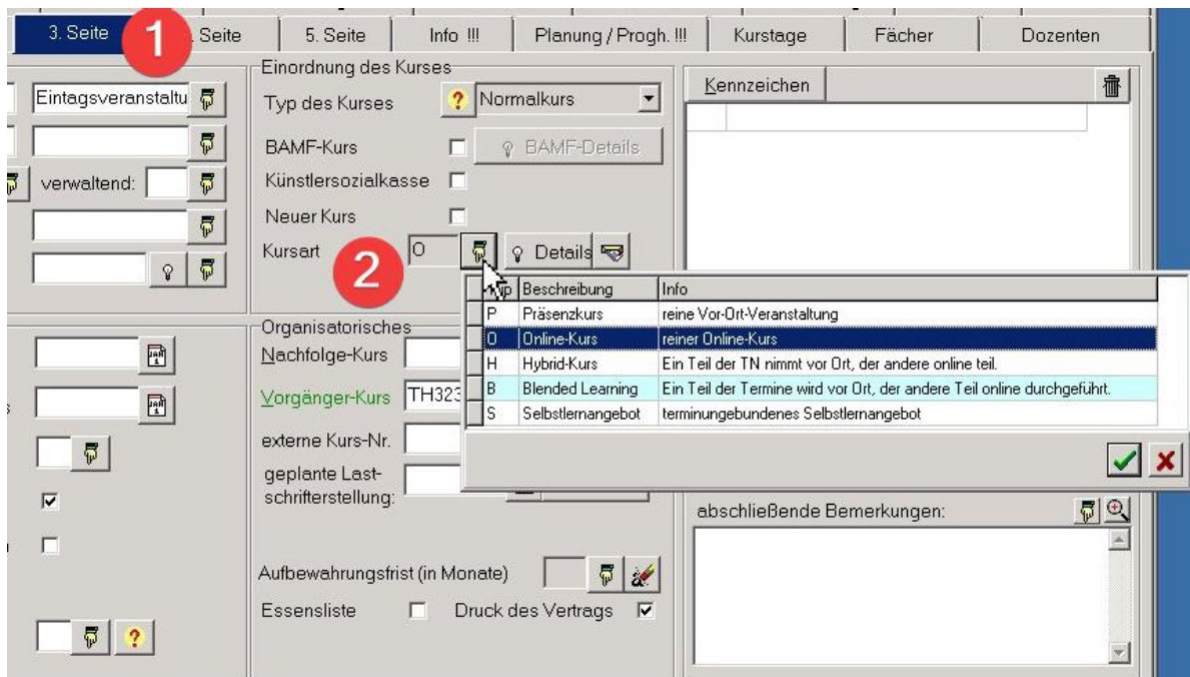 3. Seite
1
Seite
5. Seite
Info !!!
Planung / Progh. !!!
Kurstage
Fächer
Dozenten
Eintagsveranstaltu
verwaltend:
Einordnung des Kurses
Typ des Kurses
?
Normalkurs
BAMF-Kurs
BAMF-Details
Künstlersozialkasse
Neuer Kurs
Kursart
2
O
Details
Kennzeichen
Beschreibung
Info
P
Präsenzkurs
reine Vor-Ort-Veranstaltung
O
Online-Kurs
reiner Online-Kurs
H
Hybrid-Kurs
Ein Teil der TN nimmt vor Ort, der andere online teil.
B
Blended Learning
Ein Teil der Termine wird vor Ort, der andere Teil online durchgeführt.
S
Selbstlernangebot
terminungebundenes Selbstlernangebot
Organisatorisches
Nachfolge-Kurs
Vorgänger-Kurs
TH323
externe Kurs-Nr.
geplante Last-
schrifterstellung:
Aufbewahrungsfrist (in Monate)
Essensliste
Druck des Vertrags
?
abschließende Bemerkungen: